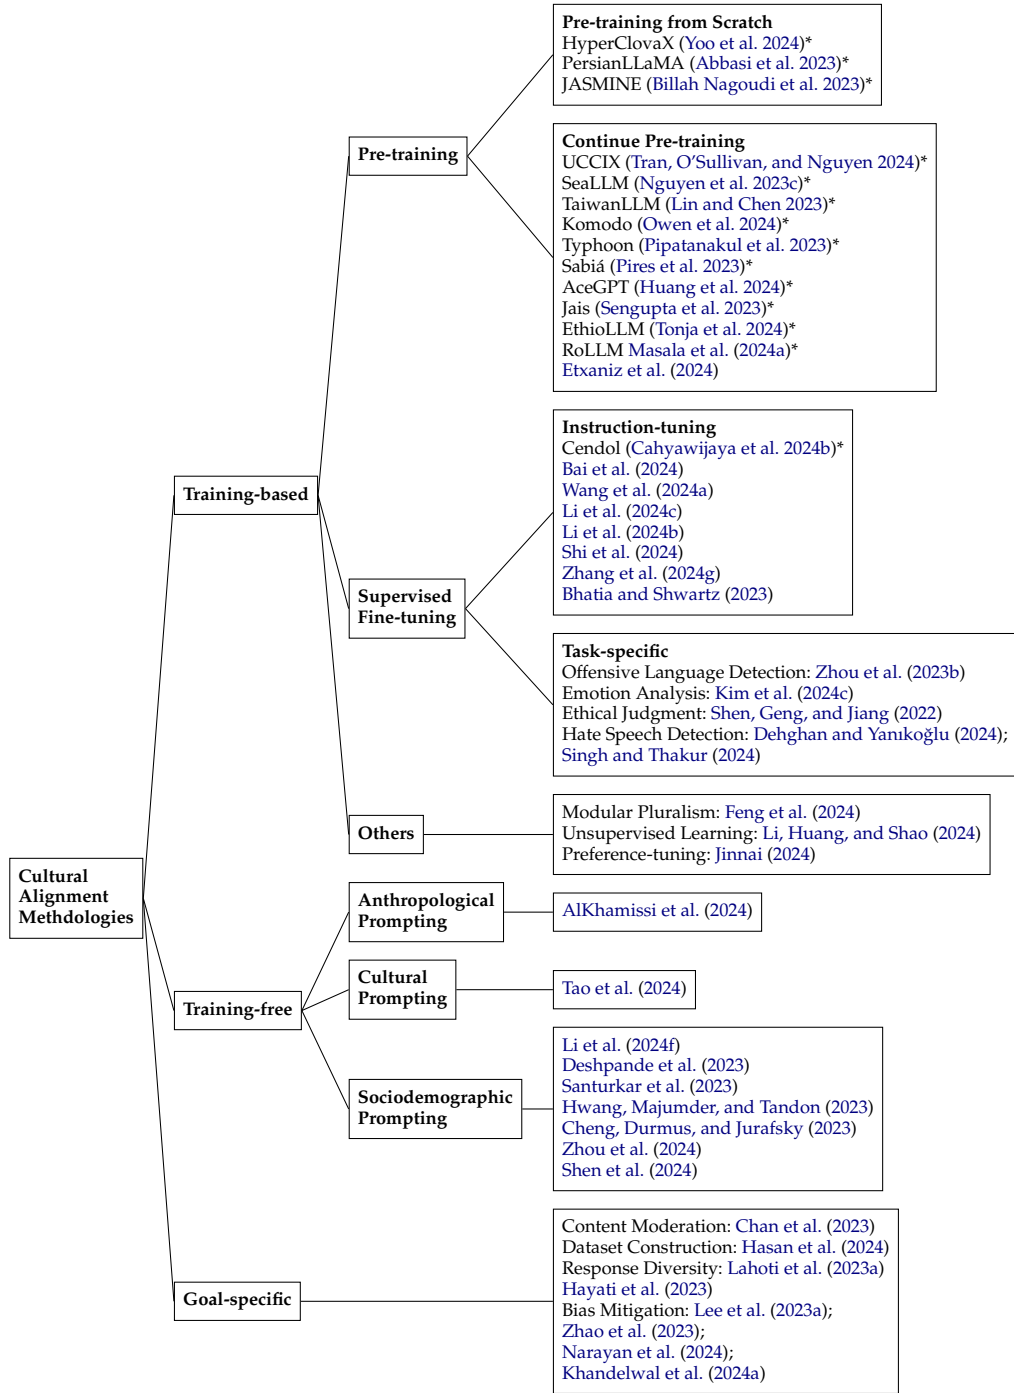 Pre-training from Scratch
HyperClovaX (Yoo et al. 2024)*
PersianLLaMA (Abbasi et al. 2023)*
JASMINE (Billah Nagoudi et al. 2023)*
Pre-training
Continue Pre-training
UCCIX (Tran, O'Sullivan, and Nguyen 2024)*
SeaLLM (Nguyen et al. 2023c)*
TaiwanLLM (Lin and Chen 2023)*
Komodo (Owen et al. 2024)*
Typhoon (Pipatanakul et al. 2023)*
Sabiá (Pires et al. 2023)*
AceGPT (Huang et al. 2024)*
Jais (Sengupta et al. 2023)*
EthioLLM (Tonja et al. 2024)*
RoLLM Masala et al. (2024a)*
Etxaniz et al. (2024)
Training-based
Instruction-tuning
Cendol (Cahyawijaya et al. 2024b)*
Bai et al. (2024)
Wang et al. (2024a)
Li et al. (2024c)
Li et al. (2024b)
Shi et al. (2024)
Zhang et al. (2024g)
Bhatia and Shwartz (2023)
Supervised
Fine-tuning
Task-specific
Offensive Language Detection: Zhou et al. (2023b)
Emotion Analysis: Kim et al. (2024c)
Ethical Judgment: Shen, Geng, and Jiang (2022)
Hate Speech Detection: Dehghan and Yanıkoğlu (2024);
Singh and Thakur (2024)
Others
Modular Pluralism: Feng et al. (2024)
Unsupervised Learning: Li, Huang, and Shao (2024)
Preference-tuning: Jinnai (2024)
Cultural
Alignment
Methdologies
Anthropological
Prompting
AlKhamissi et al. (2024)
Cultural
Prompting
Tao et al. (2024)
Training-free
Sociodemographic
Prompting
Li et al. (2024f)
Deshpande et al. (2023)
Santurkar et al. (2023)
Hwang, Majumder, and Tandon (2023)
Cheng, Durmus, and Jurafsky (2023)
Zhou et al. (2024)
Shen et al. (2024)
Goal-specific
Content Moderation: Chan et al. (2023)
Dataset Construction: Hasan et al. (2024)
Response Diversity: Lahoti et al. (2023a)
Hayati et al. (2023)
Bias Mitigation: Lee et al. (2023a);
Zhao et al. (2023);
Narayan et al. (2024);
Khandelwal et al. (2024a)